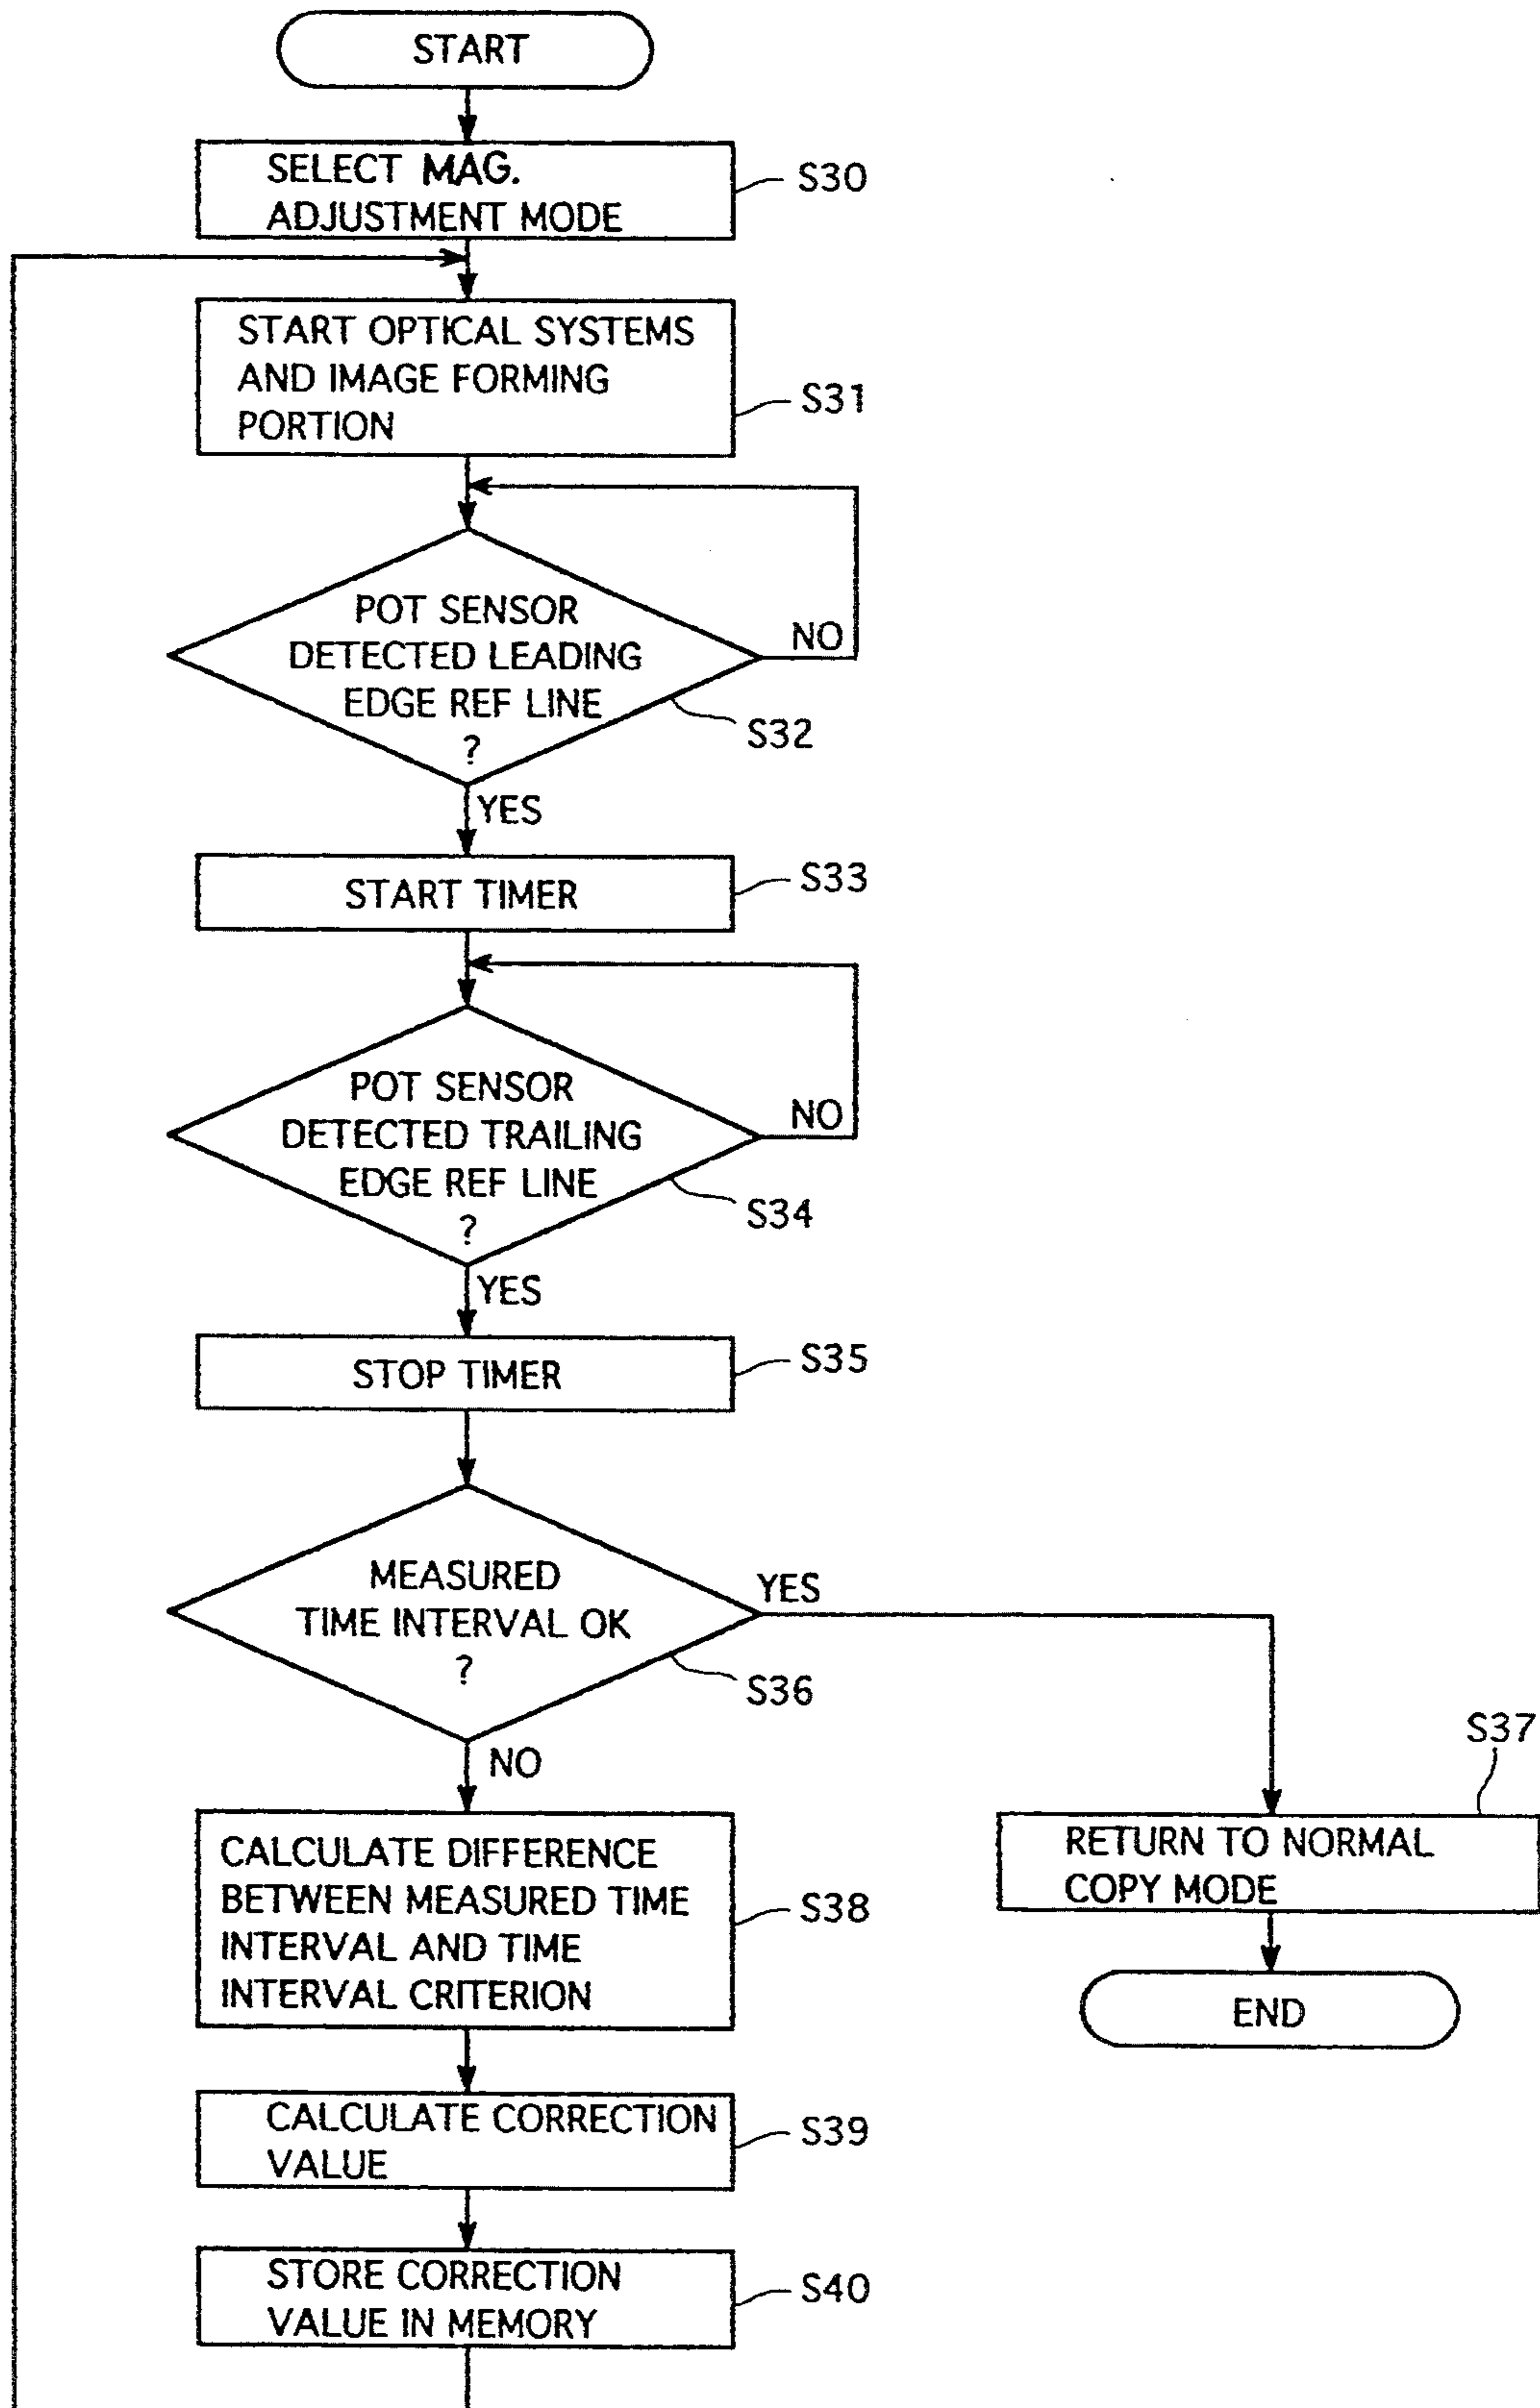 START
SELECT MAG.
ADJUSTMENT MODE
S30
START OPTICAL SYSTEMS
AND IMAGE FORMING
PORTION
S31
POT SENSOR
DETECTED LEADING
EDGE REF LINE
?
NO
S32
YES
START TIMER
S33
POT SENSOR
DETECTED TRAILING
EDGE REF LINE
?
NO
S34
YES
STOP TIMER
S35
MEASURED
TIME INTERVAL OK
?
YES
S36
NO
S37
RETURN TO NORMAL
COPY MODE
END
CALCULATE DIFFERENCE
BETWEEN MEASURED TIME
INTERVAL AND TIME
INTERVAL CRITERION
S38
CALCULATE CORRECTION
VALUE
S39
STORE CORRECTION
VALUE IN MEMORY
S40